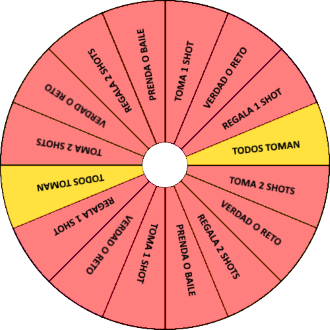 TOMA 1 SHOT
VERDAD O RETO
REGALA 1 SHOT
TODOS TOMAN
TOMA 2 SHOTS
VERDAD O RETO
REGALA 2 SHOTS
PRENDA O BAILE
TOMA 1 SHOT
VERDAD O RETO
REGALA 1 SHOT
TODOS TOMAN
TOMA 2 SHOTS
VERDAD O RETO
REGALA 2 SHOTS
PRENDA O BAILE